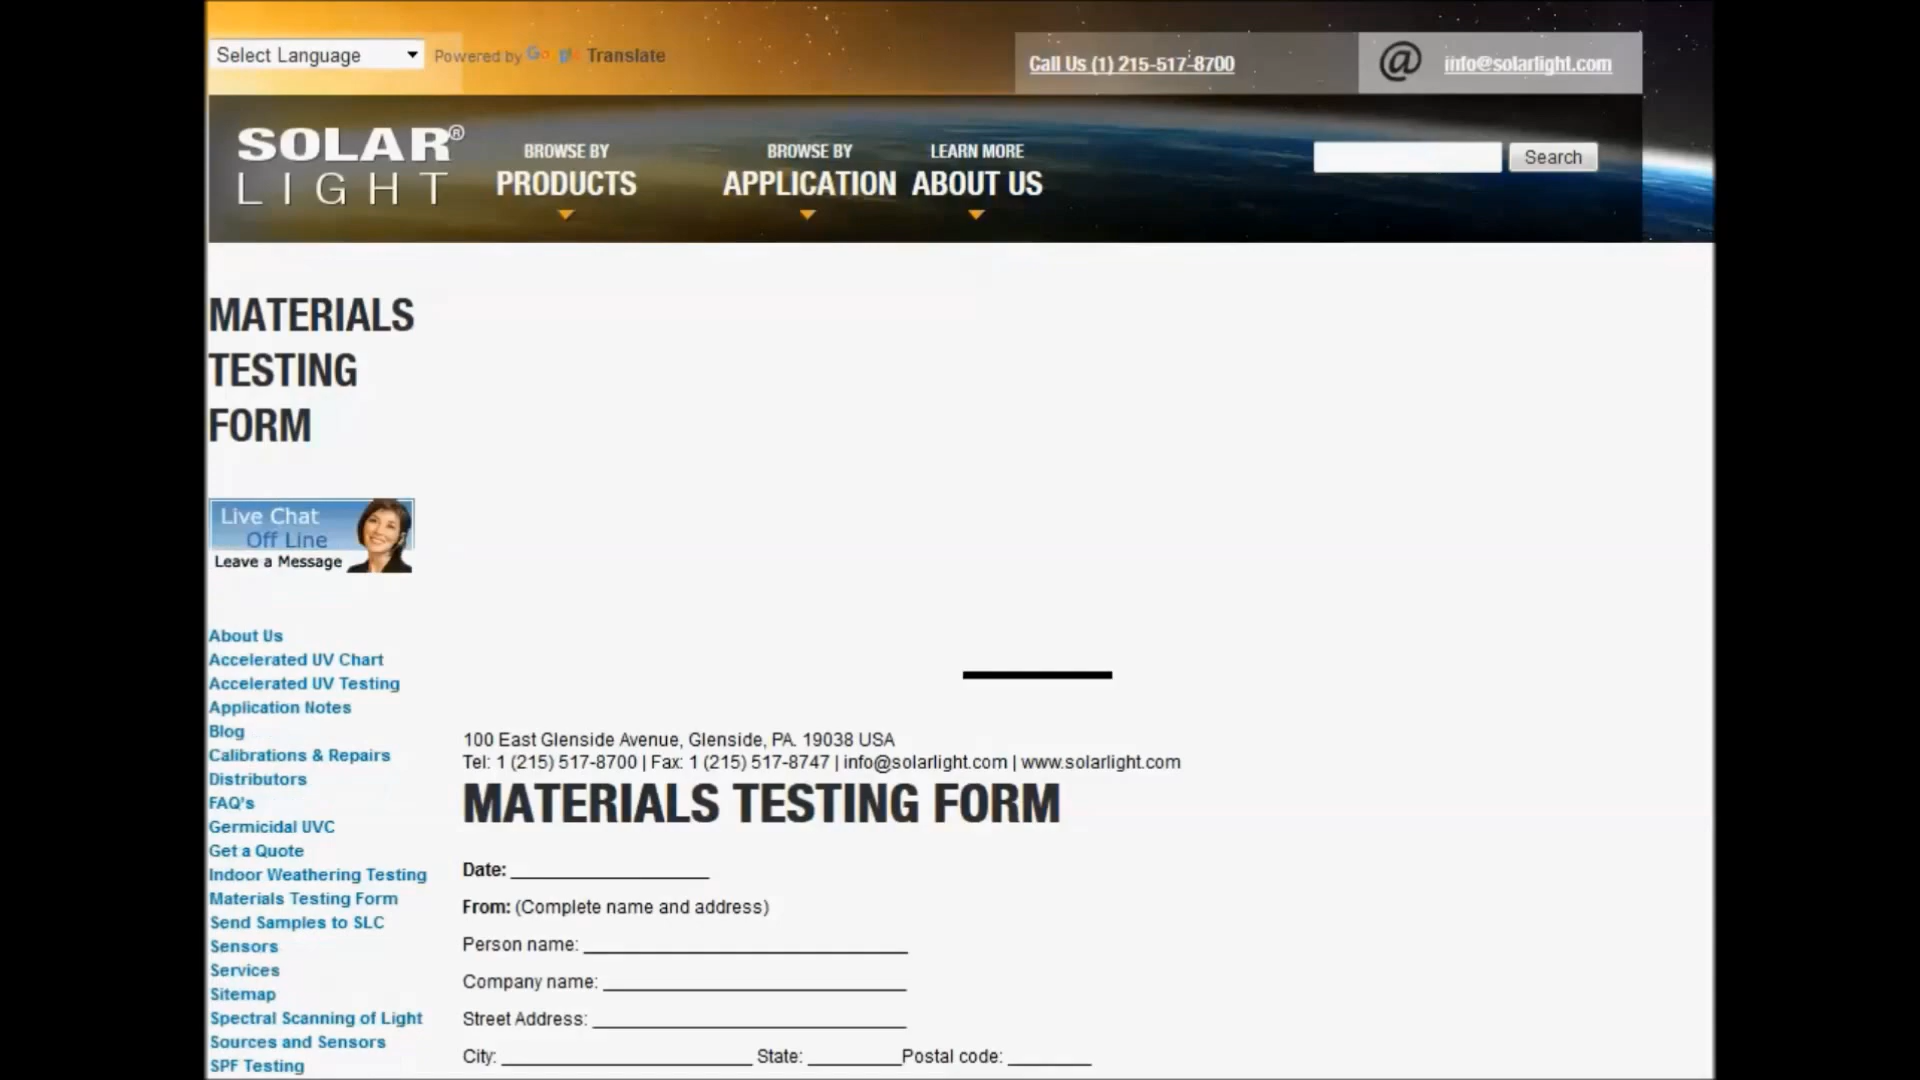 Select Language
Powered by Google Translate
Call Us (1) 215-517-8700
@ info@solarlight.com
SOLAR®
LIGHT
BROWSE BY
PRODUCTS
BROWSE BY
APPLICATION
LEARN MORE
ABOUT US
Search
MATERIALS
TESTING
FORM
Live Chat
Off Line
Leave a Message
About Us
Accelerated UV Chart
Accelerated UV Testing
Application Notes
Blog
Calibrations & Repairs
Distributors
FAQ's
Germicidal UVC
Get a Quote
Indoor Weathering Testing
Materials Testing Form
Send Samples to SLC
Sensors
Services
Sitemap
Spectral Scanning of Light
Sources and Sensors
SPF Testing
100 East Glenside Avenue, Glenside, PA. 19038 USA
Tel: 1 (215) 517-8700 | Fax: 1 (215) 517-8747 | info@solarlight.com | www.solarlight.com
MATERIALS TESTING FORM
Date: ____________________
From: (Complete name and address)
Person name: _________________________________
Company name: _______________________________
Street Address: ________________________________
City: __________________________ State: __________Postal code: _________